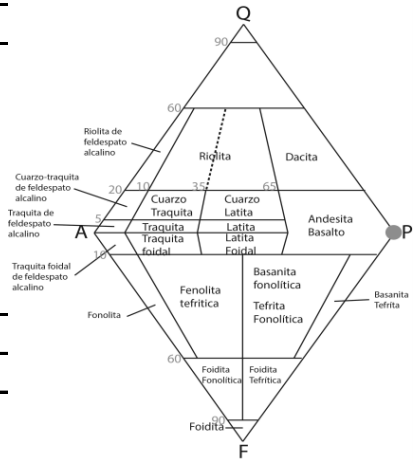 Q
90
60
Riolita de
feldespato
alcalino
Riolita
Dacita
Cuarzo-traquita
de feldespato
alcalino
20
10
35
65
Cuarzo
Traquita
Cuarzo
Latita
Traquita de
feldespato
alcalino
5
A
Traquita
Latita
Andesita
Basalto
P
10
Traquita
foidal
Latita
Foidal
Traquita foidal
de feldespato
alcalino
Fenolita
tefritica
Basanita
fonolítica
Tefrita
Fonolítica
Basanita
Tefríta
Fonolita
60
Foidita
Fonolítica
Foidita
Tefrítica
90
Foidita
F